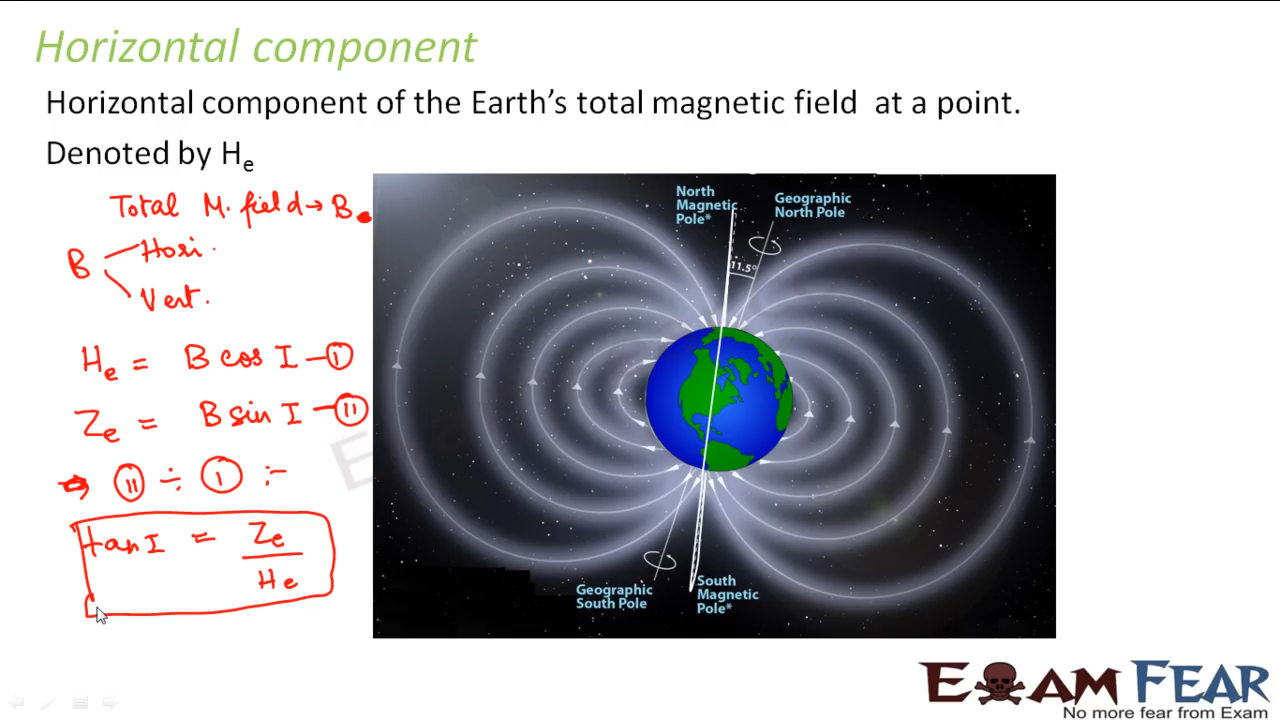 Horizontal component
Horizontal component of the Earth's total magnetic field at a point.
Denoted by Hₑ
Total M. field → B.
B
Hori.
Vert.
Hₑ = B cos I — (I)
Zₑ = B sin I — (II)
⇒ (II) ÷ (I) :-
tan I = Zₑ / Hₑ
North
Magnetic
Pole*
Geographic
North Pole
11.5°
Geographic
South Pole
South
Magnetic
Pole*
EXAM FEAR
No more fear from Exam